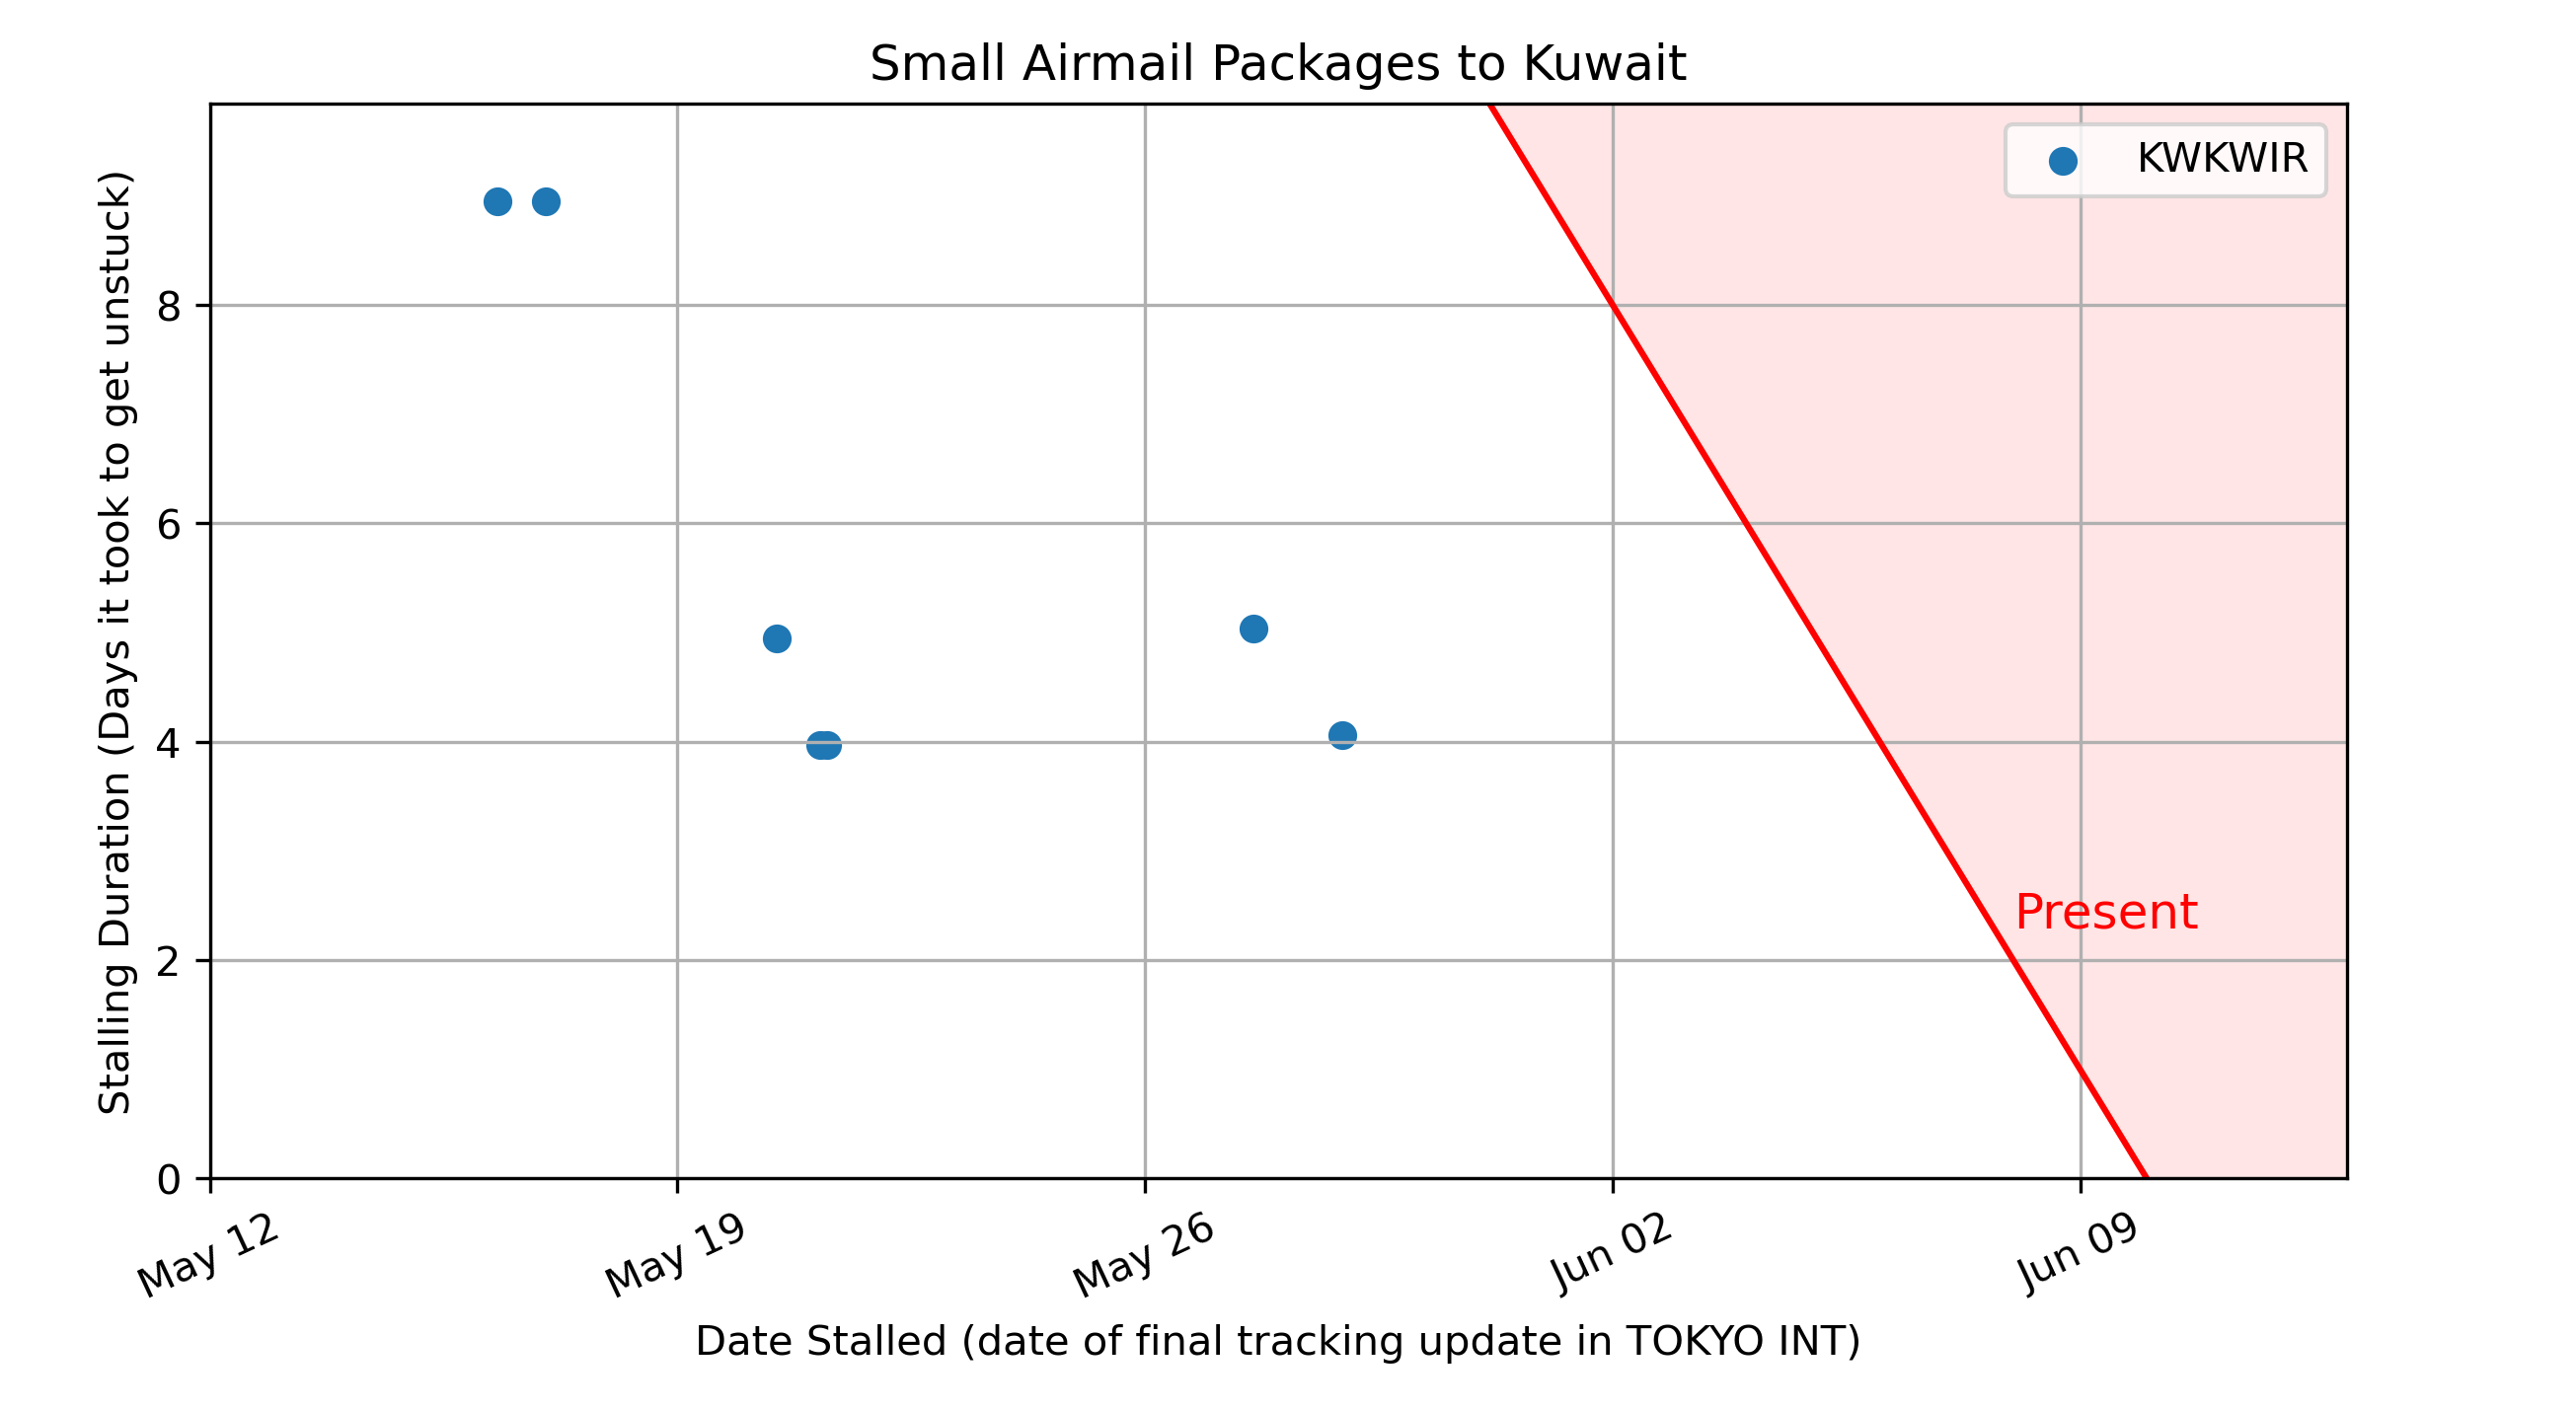 Small Airmail Packages to Kuwait
KWKWIR
Stalling Duration (Days it took to get unstuck)
8
6
4
2
0
Present
May 12
May 19
May 26
Jun 02
Jun 09
Date Stalled (date of final tracking update in TOKYO INT)